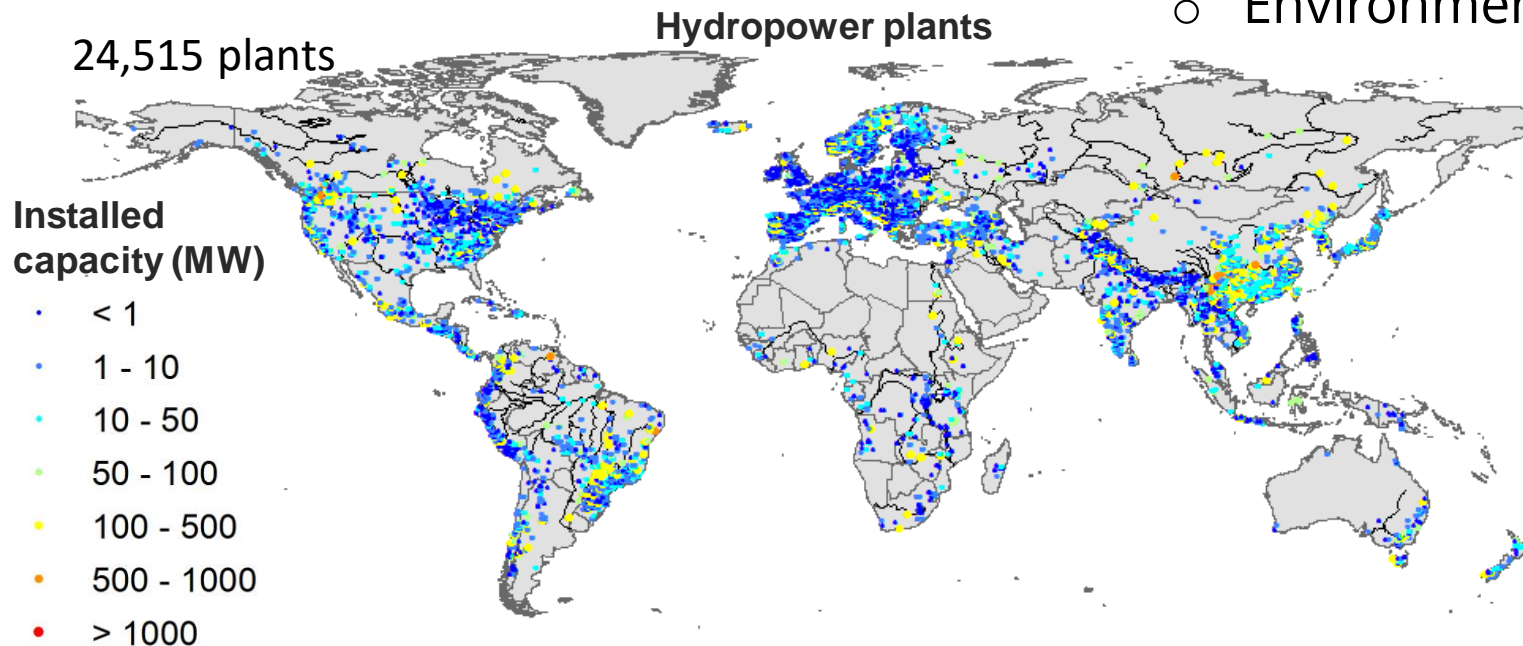 Hydropower plants
24,515 plants
Installed
capacity (MW)
< 1
1 - 10
10 - 50
50 - 100
100 - 500
500 - 1000
> 1000